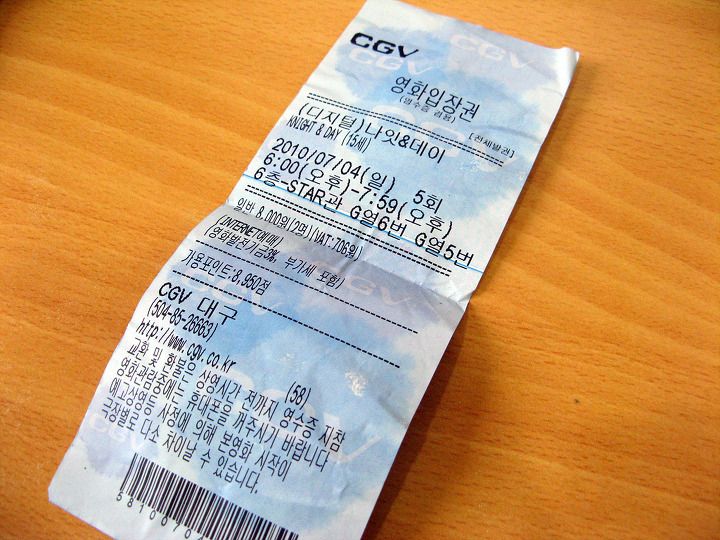 CGV
영화입장권
(영수증 겸용)
[전체발권]
(디지털)나잇&데이
KNIGHT & DAY (15세)
2010/07/04(일) 5회
6:00(오후)-7:59(오후)
6층-STAR관 G열6번 G열5번
일반 8,000원(2명)(VAT:706원)
(INTERNET예매)
(영화발전기금3%, 부가세 포함)
가용포인트:8,950점
CGV 대구
(504-85-26663)
http://www.cgv.co.kr (58)
교환 및 환불은 상영시간 전까지 영수증 지참
영화관람중에는 휴대폰을 꺼주시기 바랍니다
예고상영등 사정에 의해 본영화 시작이
극장별로 다소 차이날 수 있습니다.